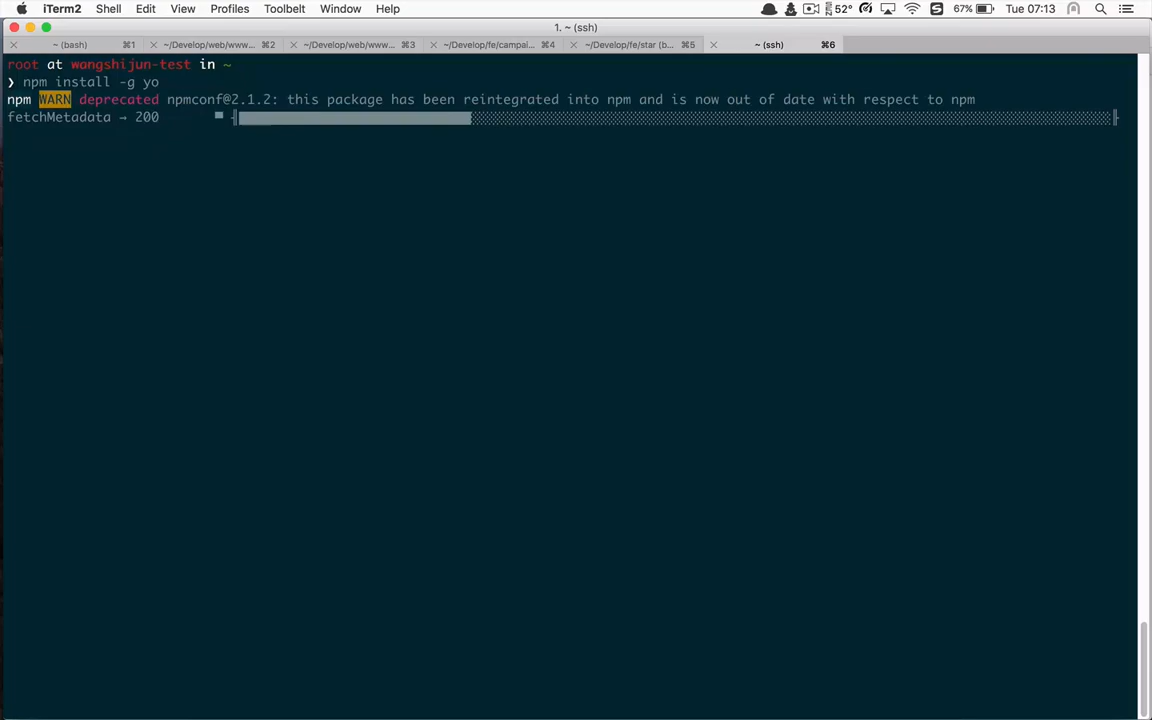 iTerm2 Shell Edit View Profiles Toolbelt Window Help 52° 67% Tue 07:13
1. ~ (ssh)
~ (bash) ⌘1 ~/Develop/web/www... ⌘2 ~/Develop/web/www... ⌘3 ~/Develop/fe/campai... ⌘4 ~/Develop/fe/star (b... ⌘5 ~ (ssh) ⌘6
root at wangshijun-test in ~
❯ npm install -g yo
npm WARN deprecated npmconf@2.1.2: this package has been reintegrated into npm and is now out of date with respect to npm
fetchMetadata → 200